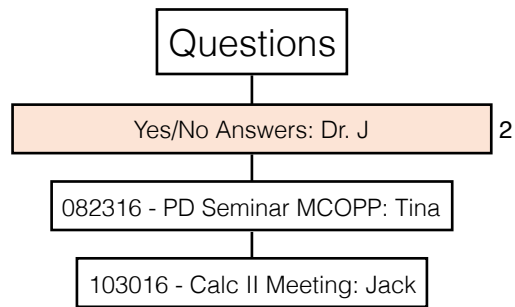 Questions
Yes/No Answers: Dr. J 2
082316 - PD Seminar MCOPP: Tina
103016 - Calc II Meeting: Jack